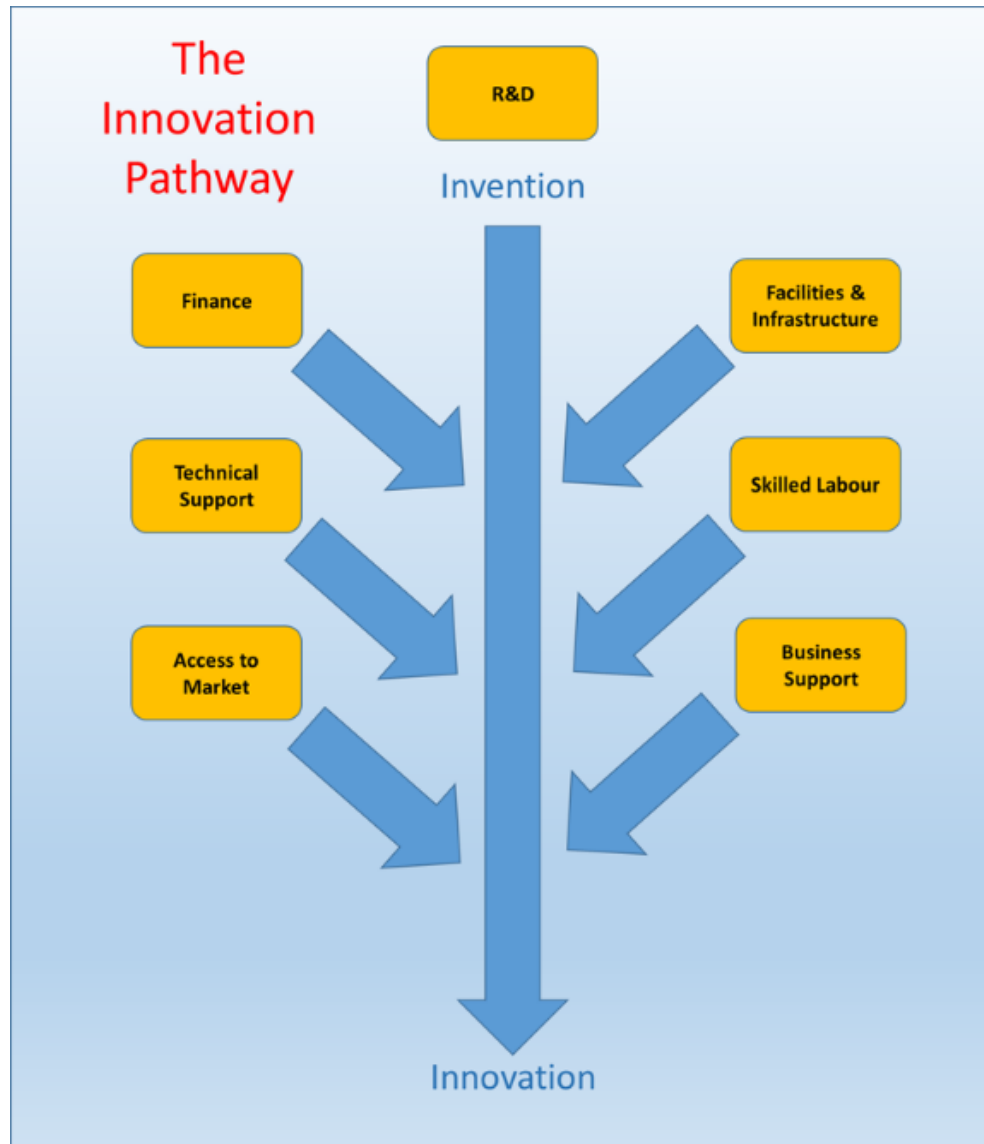 The
Innovation
Pathway
R&D
Invention
Finance
Facilities &
Infrastructure
Technical
Support
Skilled Labour
Access to
Market
Business
Support
Innovation